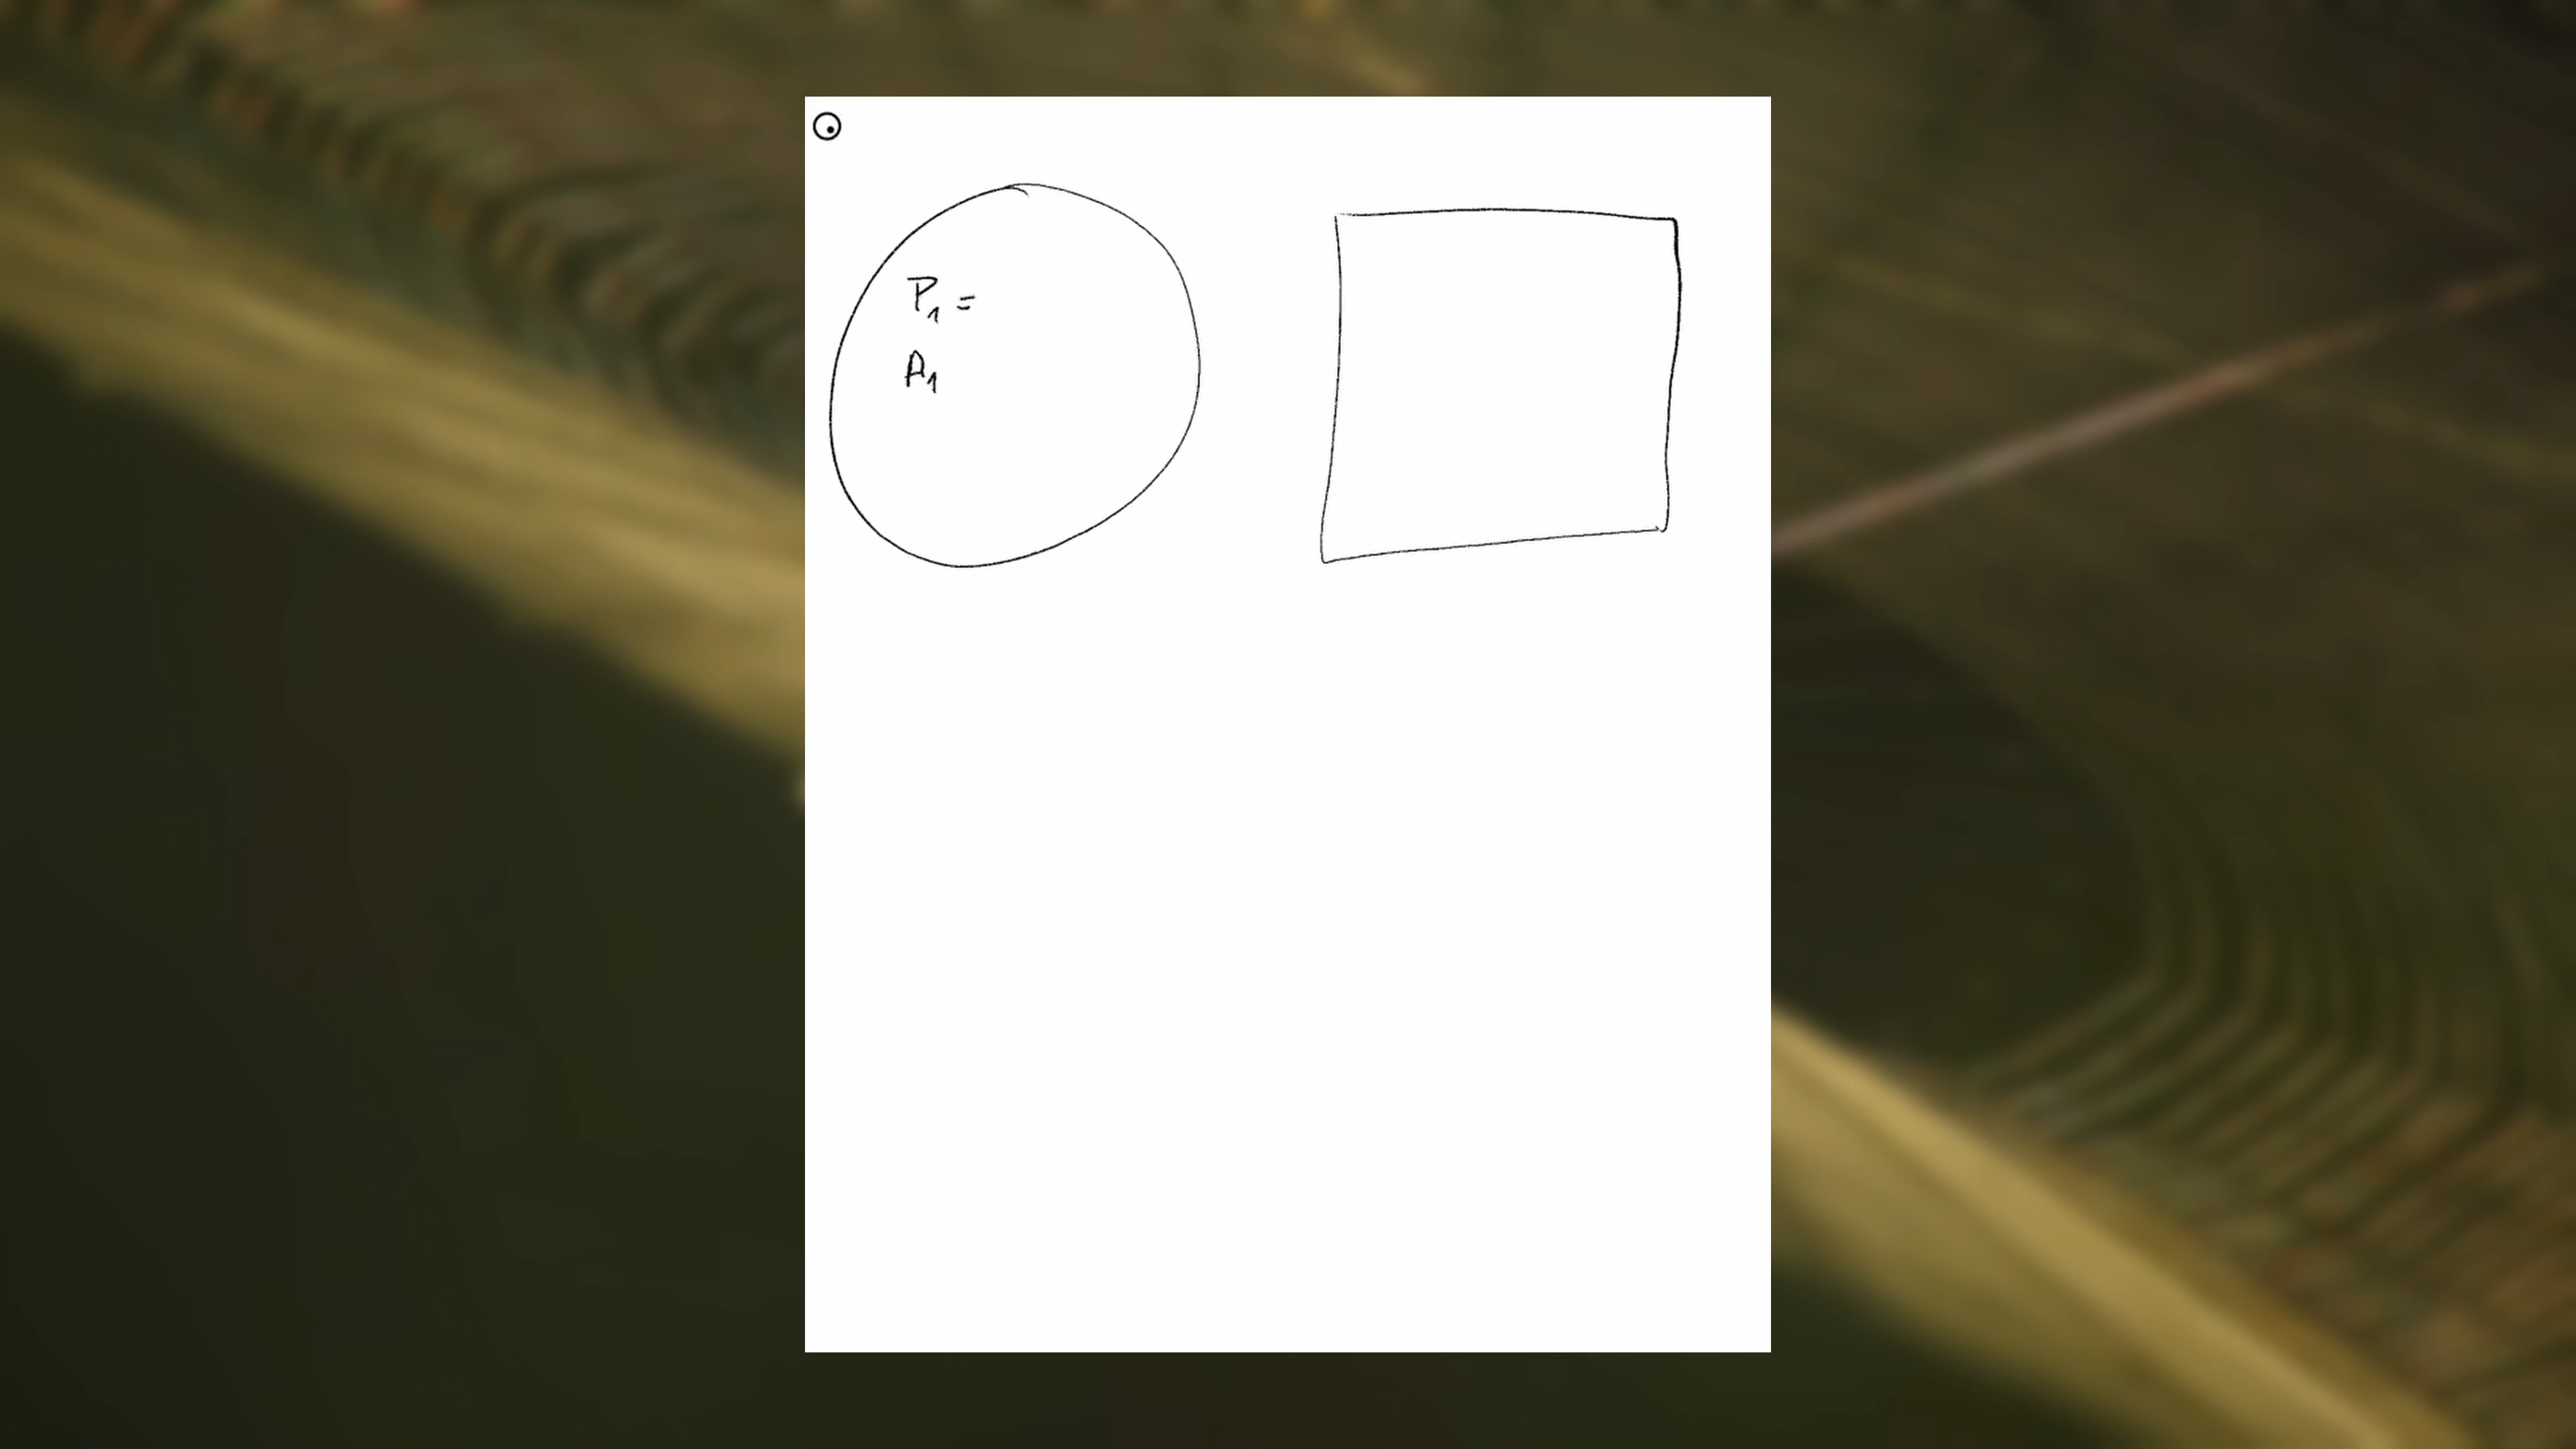 P₁ =
A₁